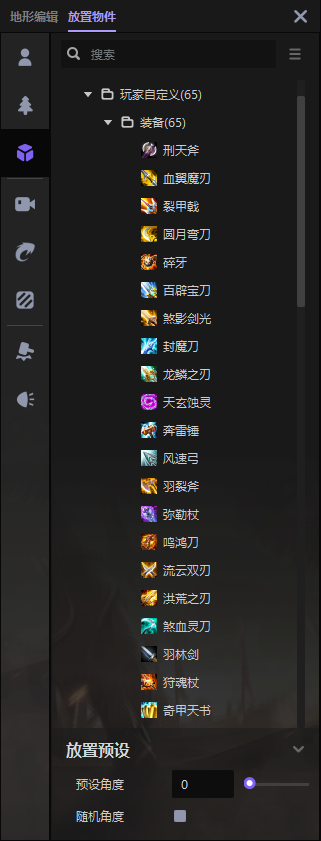 地形编辑 放置物件
搜索
玩家自定义(65)
装备(65)
刑天斧
血翼魔刃
裂甲戟
圆月弯刀
碎牙
百辟宝刀
煞影剑光
封魔刀
龙鳞之刃
天玄蚀灵
奔雷锤
风速弓
羽裂斧
弥勒杖
鸣鸿刀
流云双刃
洪荒之刃
煞血灵刀
羽林剑
狩魂杖
奇甲天书
放置预设
预设角度 0
随机角度